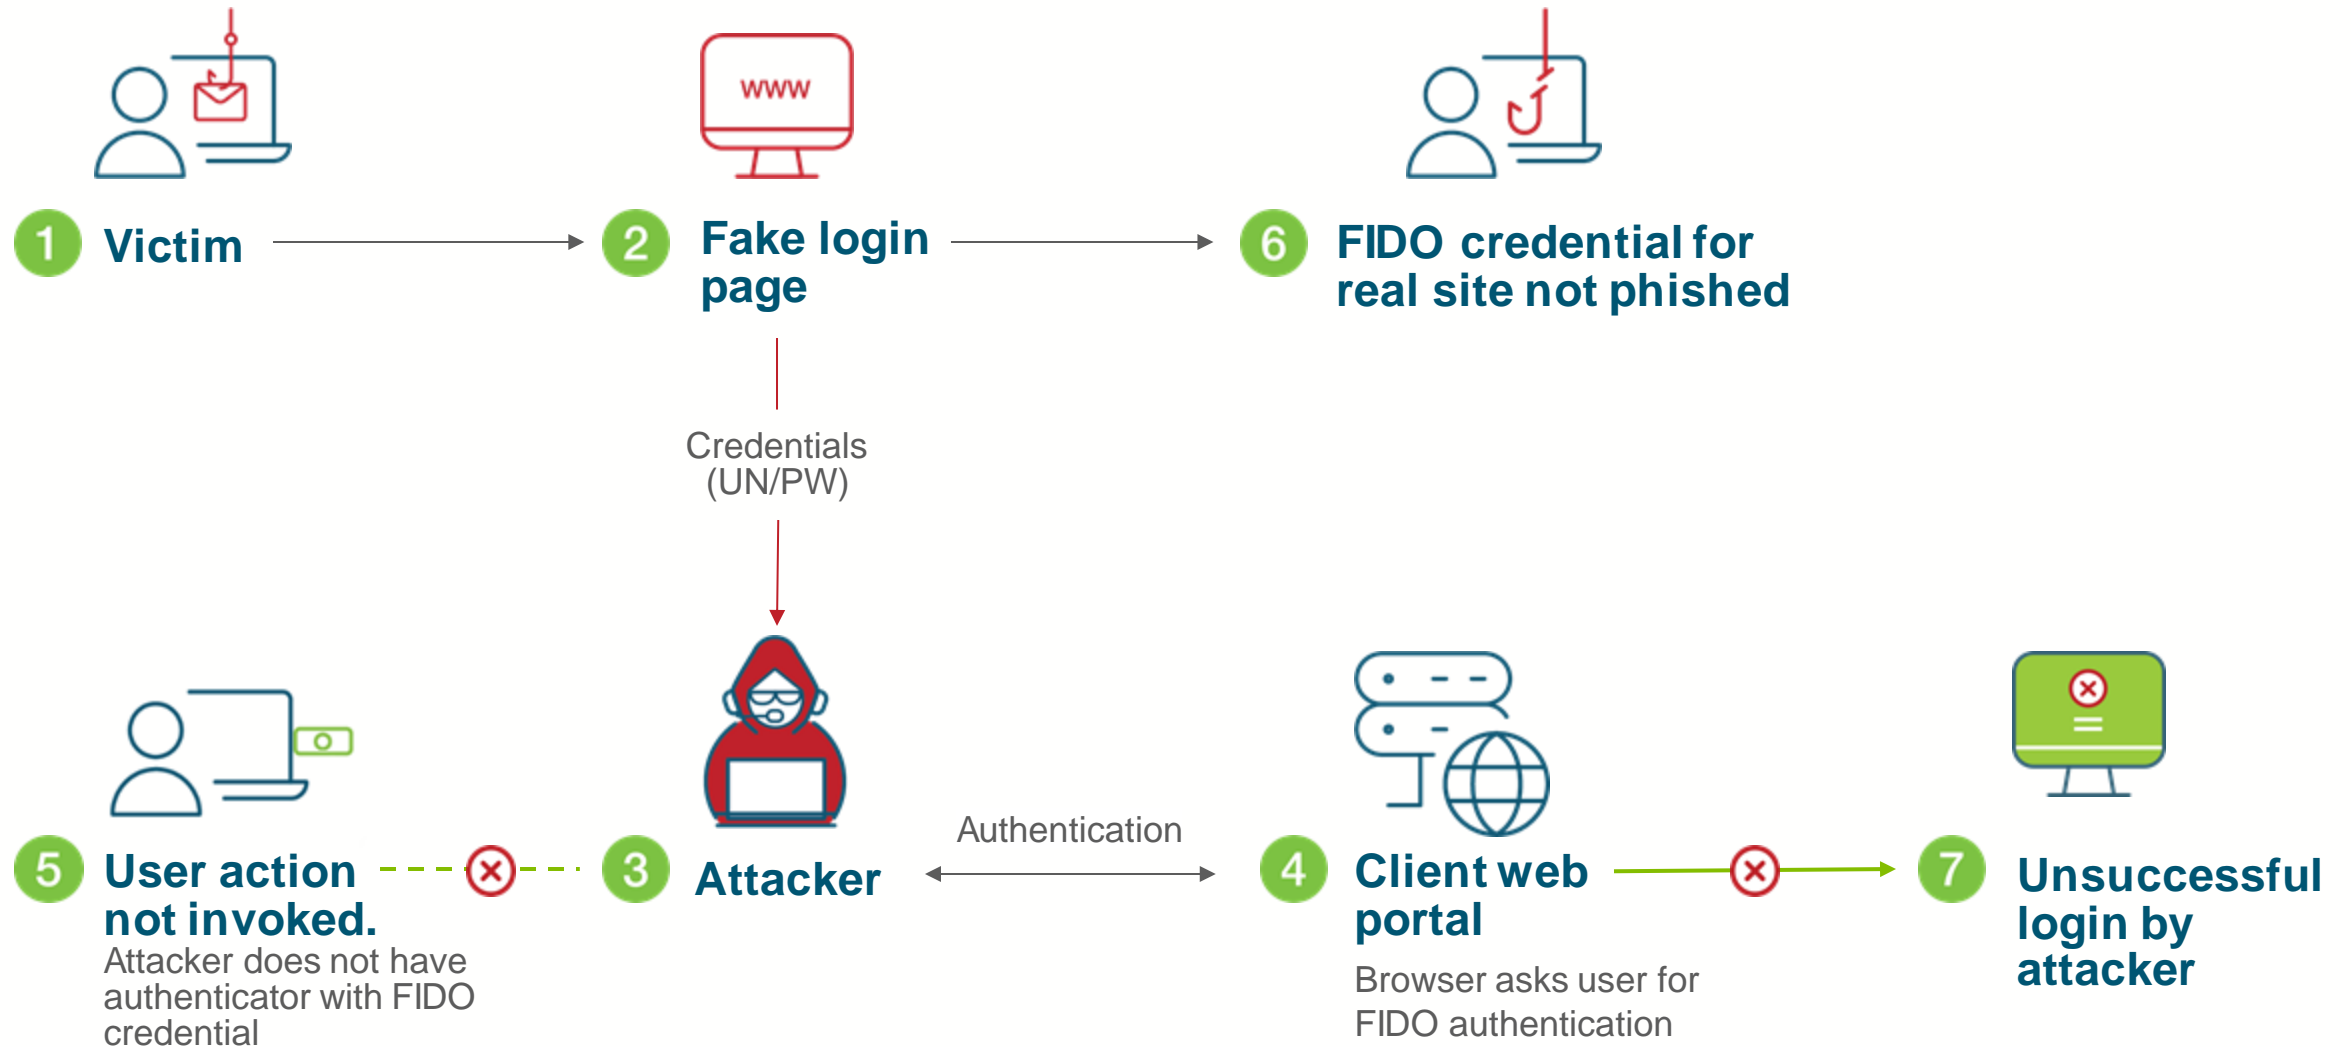 WWW
1
Victim
2
Fake login
page
6
FIDO credential for
real site not phished
Credentials
(UN/PW)
5
User action
not invoked.
Attacker does not have
authenticator with FIDO
credential
3
Attacker
Authentication
4
Client web
portal
Browser asks user for
FIDO authentication
7
Unsuccessful
login by
attacker